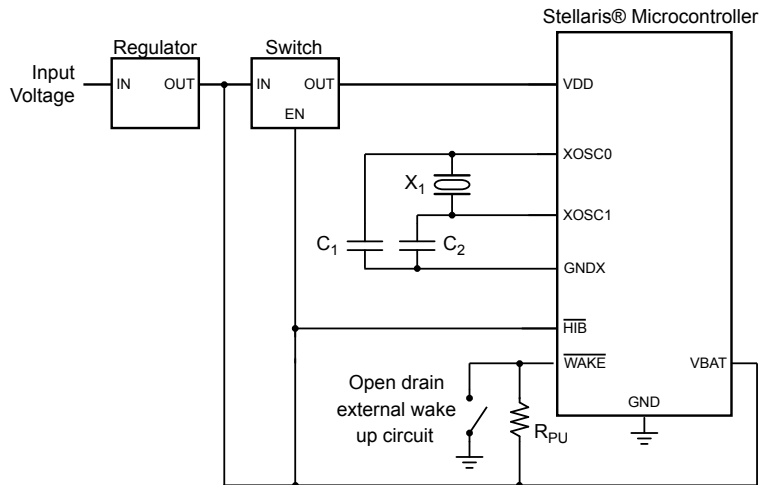 Stellaris® Microcontroller
Regulator
Switch
Input
Voltage
IN
OUT
IN
OUT
EN
VDD
XOSC0
X1
XOSC1
C1
C2
GNDX
HIB
WAKE
VBAT
Open drain
external wake
up circuit
RPU
GND